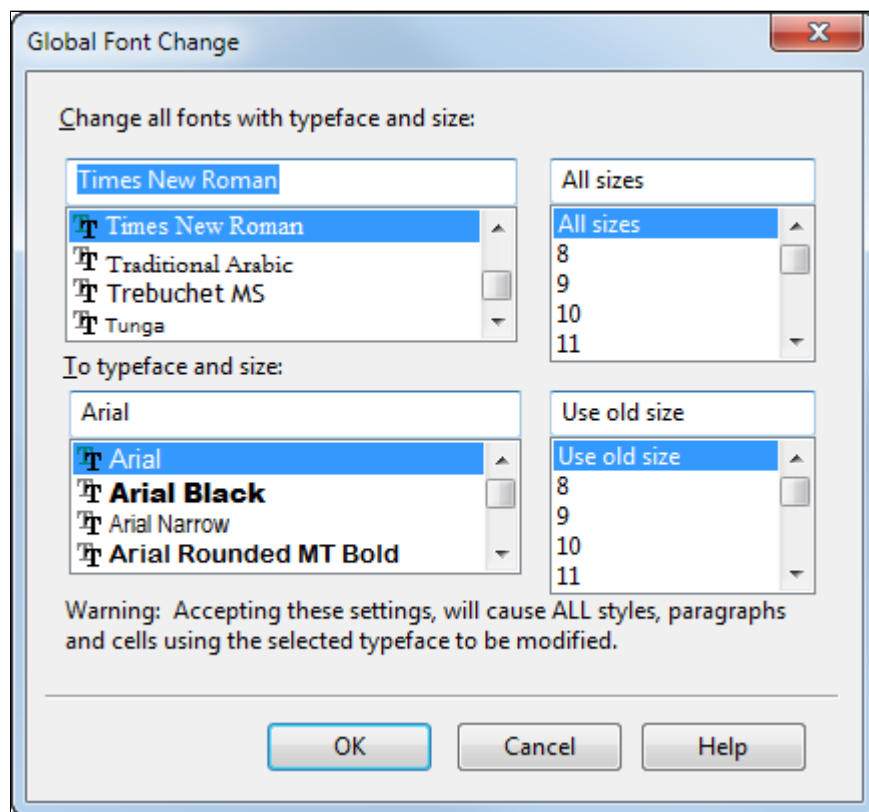 Global Font Change
Change all fonts with typeface and size:
Times New Roman
All sizes
Times New Roman
Traditional Arabic
Trebuchet MS
Tunga
All sizes
8
9
10
11
To typeface and size:
Arial
Use old size
Arial
Arial Black
Arial Narrow
Arial Rounded MT Bold
Use old size
8
9
10
11
Warning:  Accepting these settings, will cause ALL styles, paragraphs
and cells using the selected typeface to be modified.
OK
Cancel
Help